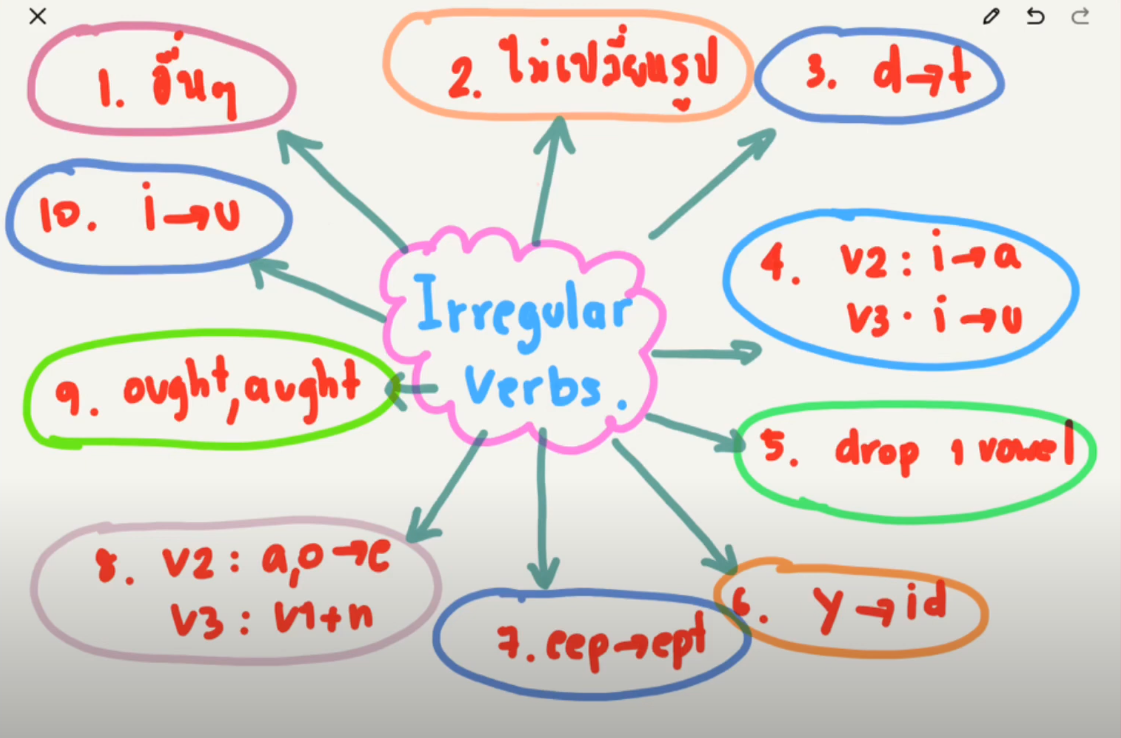 Irregular
Verbs.
1. อื่นๆ
2. ไม่เปลี่ยนรูป
3. d→t
4. v2: i→a
v3· i→u
5. drop 1 vowel
6. y→id
7. eep→ept
8. v2: a,o→e
v3: v1+n
9. ought, aught
10. i→u